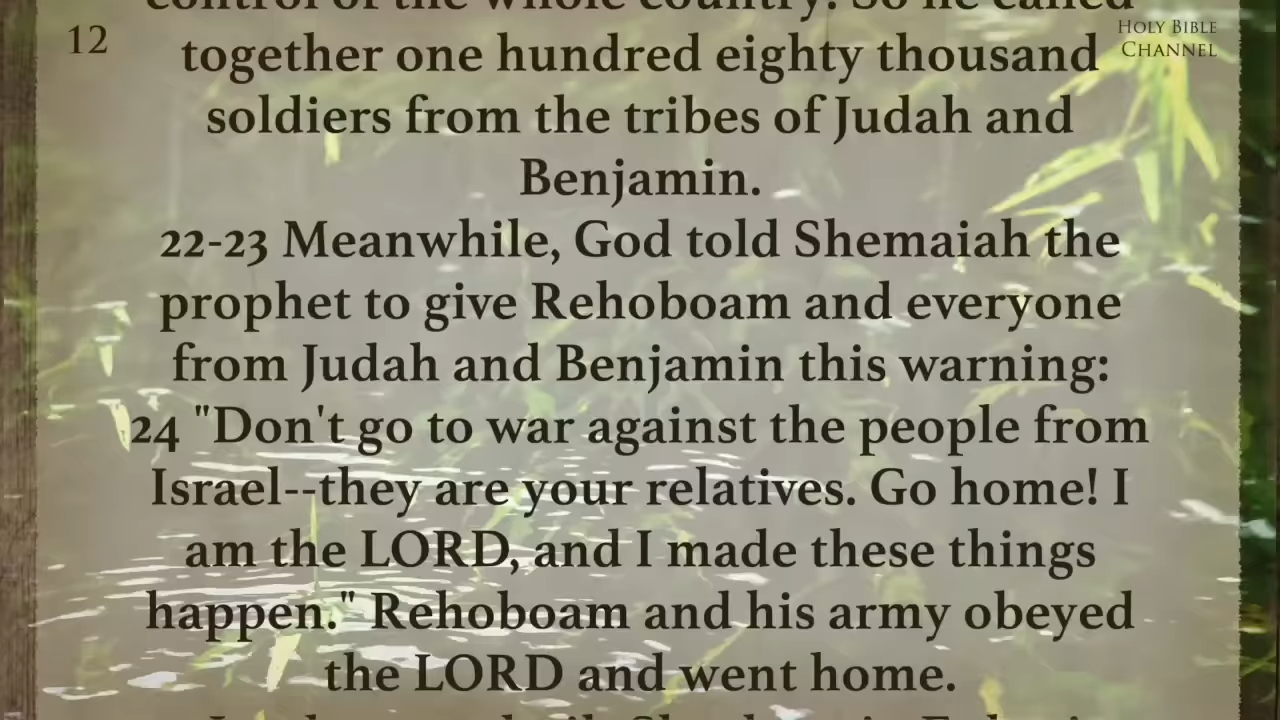 control of the whole country. So he called
12
HOLY BIBLE
CHANNEL
together one hundred eighty thousand
soldiers from the tribes of Judah and
Benjamin.
22-23 Meanwhile, God told Shemaiah the
prophet to give Rehoboam and everyone
from Judah and Benjamin this warning:
24 "Don't go to war against the people from
Israel--they are your relatives. Go home! I
am the LORD, and I made these things
happen." Rehoboam and his army obeyed
the LORD and went home.